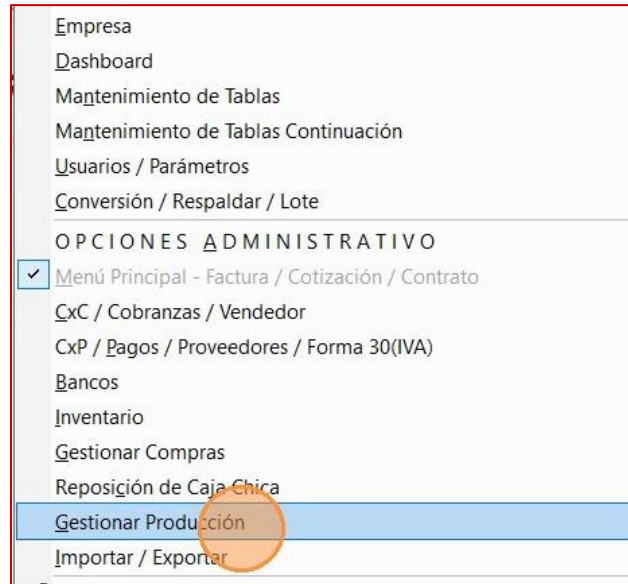 Empresa
Dashboard
Mantenimiento de Tablas
Mantenimiento de Tablas Continuación
Usuarios / Parámetros
Conversión / Respaldar / Lote
OPCIONES ADMINISTRATIVO
Menú Principal - Factura / Cotización / Contrato
CxC / Cobranzas / Vendedor
CxP / Pagos / Proveedores / Forma 30(IVA)
Bancos
Inventario
Gestionar Compras
Reposición de Caja Chica
Gestionar Producción
Importar / Exportar